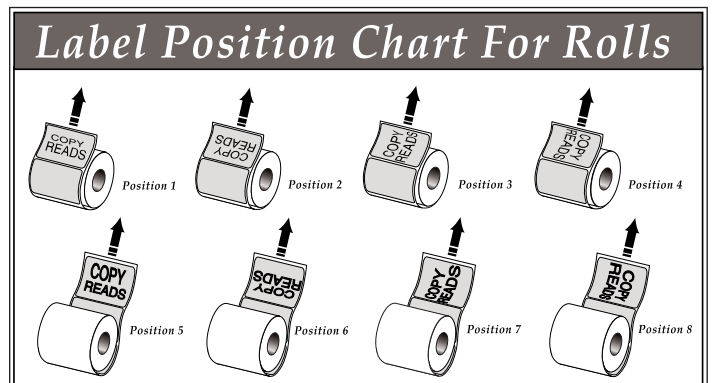 Label Position Chart For Rolls
COPY
READS
Position 1
COPY
READS
Position 2
COPY
READS
Position 3
COPY
READS
Position 4
COPY
READS
Position 5
COPY
READS
Position 6
COPY
READS
Position 7
COPY
READS
Position 8